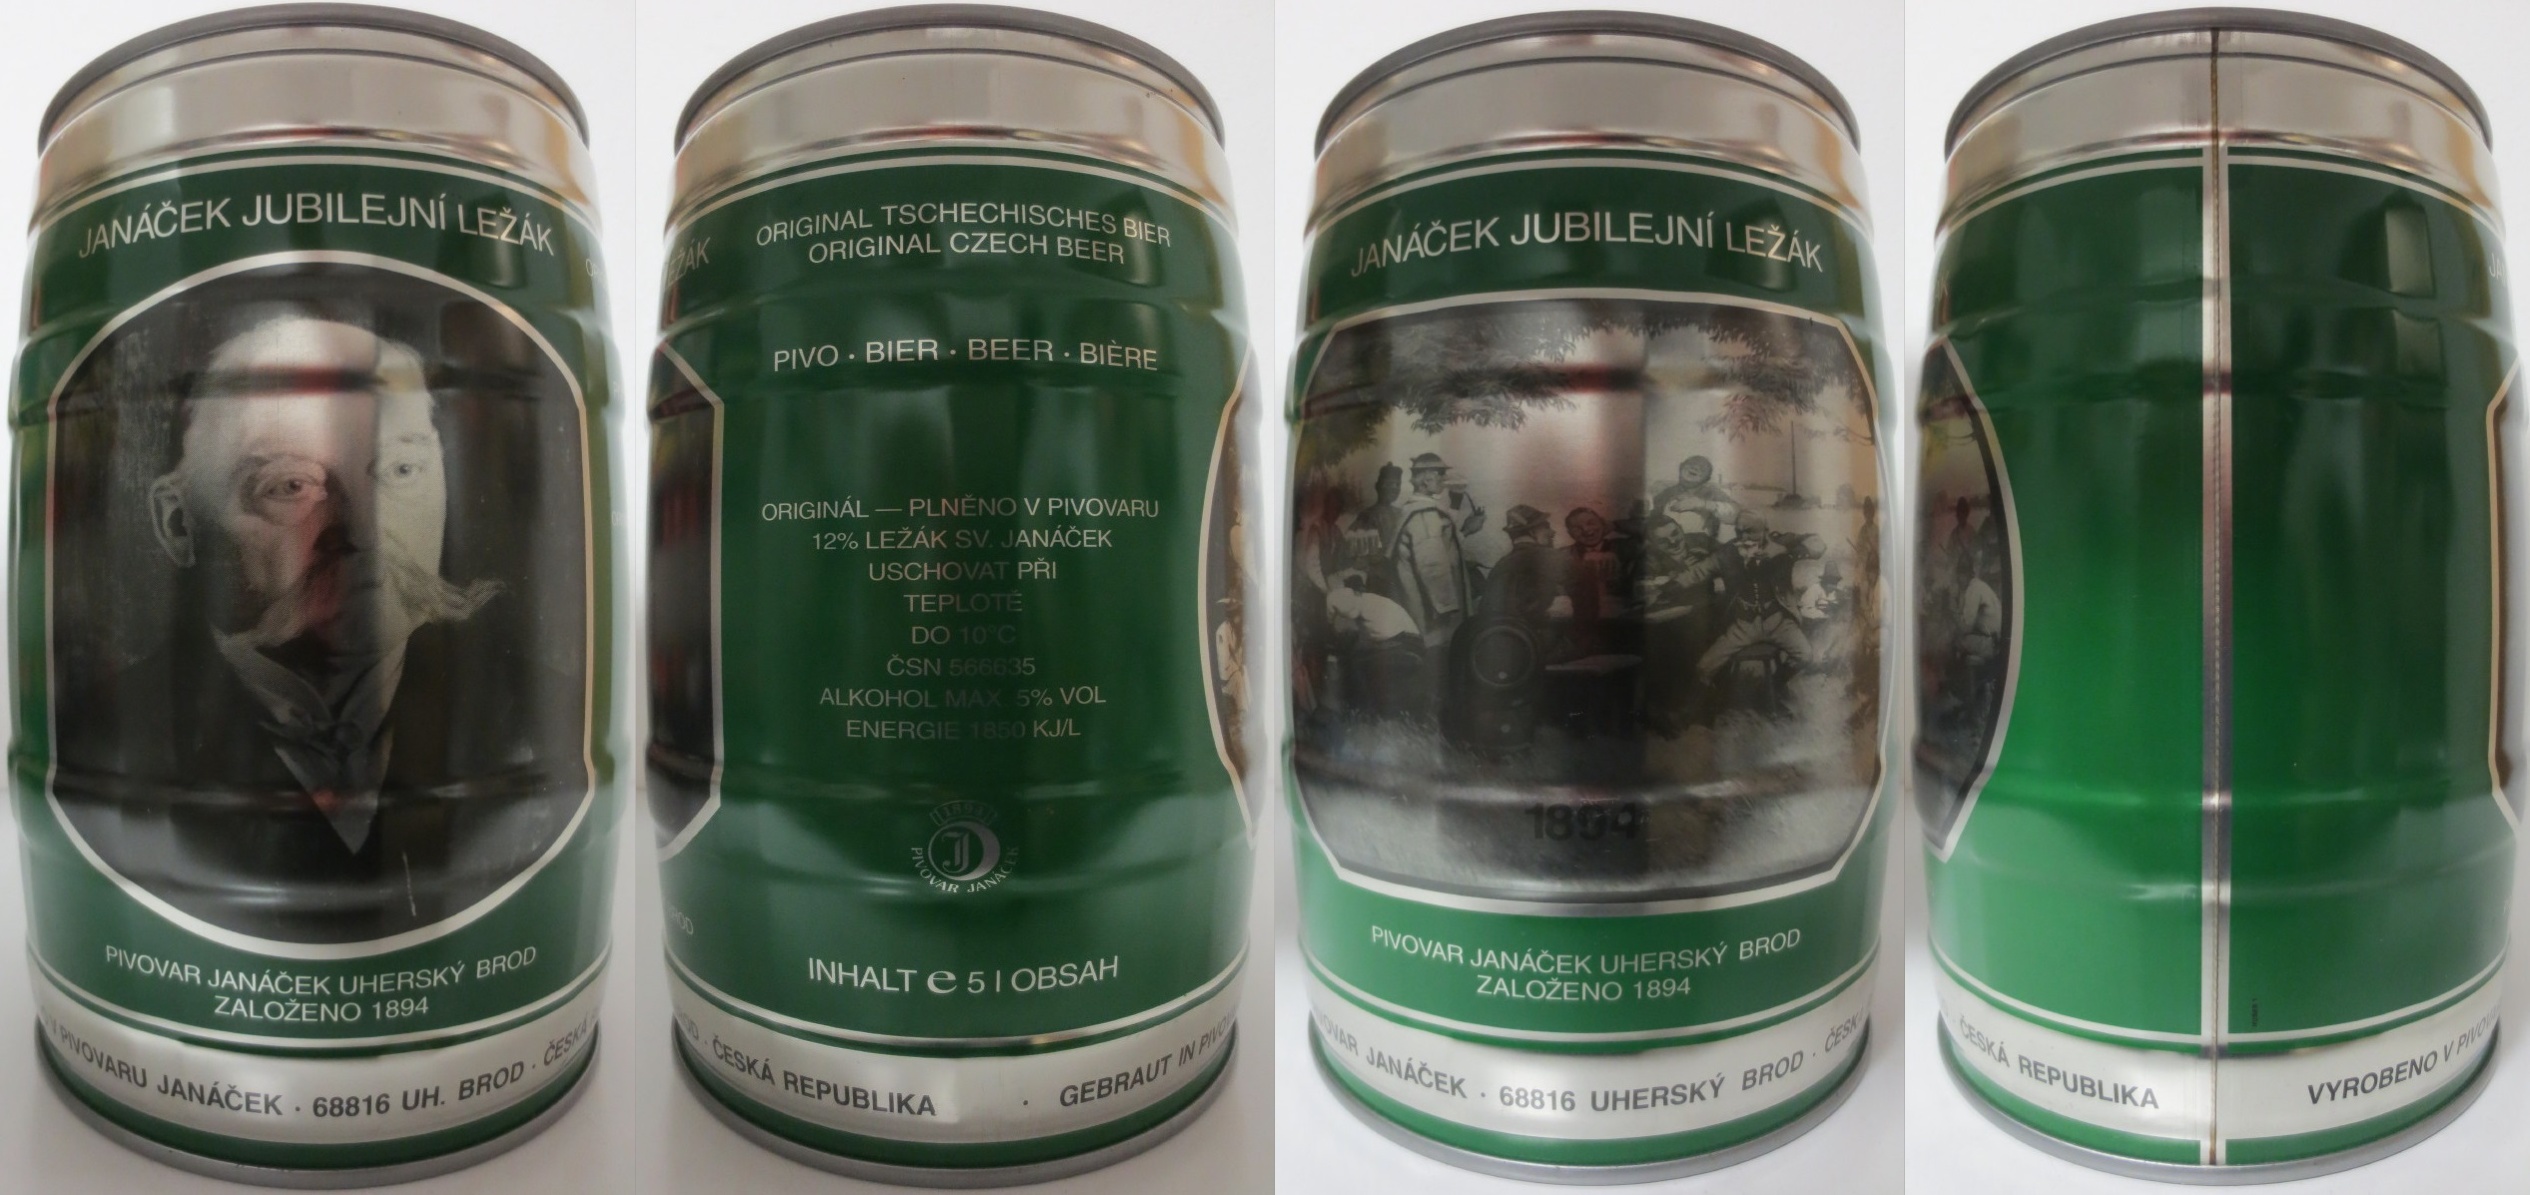 JANÁČEK JUBILEJNÍ LEŽÁK
PIVOVAR JANÁČEK UHERSKÝ BROD
ZALOŽENO 1894
V PIVOVARU JANÁČEK · 68816 UH. BROD · ČESKÁ
ORIGINAL TSCHECHISCHES BIER
ORIGINAL CZECH BEER
PIVO · BIER · BEER · BIÈRE
ORIGINÁL — PLNĚNO V PIVOVARU
12% LEŽÁK SV. JANÁČEK
USCHOVAT PŘI
TEPLOTĚ
DO 10°C
ČSN 566635
ALKOHOL MAX. 5% VOL
ENERGIE 1850 KJ/L
1894
PIVOVAR JANÁČEK
INHALT e 5 l OBSAH
ČESKÁ REPUBLIKA · GEBRAUT IN
JANÁČEK JUBILEJNÍ LEŽÁK
1894
PIVOVAR JANÁČEK UHERSKÝ BROD
ZALOŽENO 1894
JANÁČEK · 68816 UHERSKÝ BROD ·
ČESKÁ REPUBLIKA
VYROBENO V